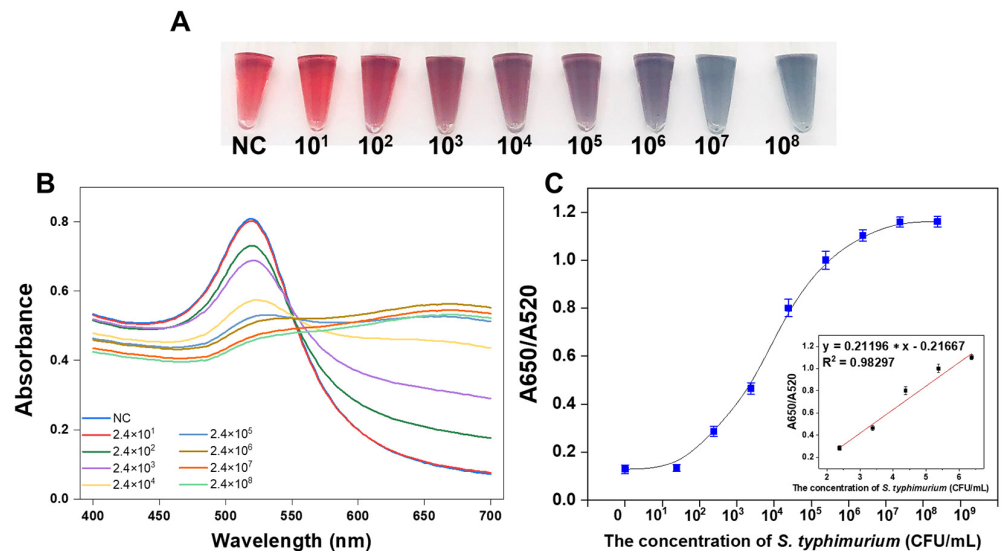 A
NC 10¹ 10² 10³ 10⁴ 10⁵ 10⁶ 10⁷ 10⁸
B
Absorbance
0.8
0.6
0.4
0.2
0.0
NC
2.4×10¹ 2.4×10⁵
2.4×10² 2.4×10⁶
2.4×10³ 2.4×10⁷
2.4×10⁴ 2.4×10⁸
400 450 500 550 600 650 700
Wavelength (nm)
C
A650/A520
1.2
1.0
0.8
0.6
0.4
0.2
0.0
0 10¹ 10² 10³ 10⁴ 10⁵ 10⁶ 10⁷ 10⁸ 10⁹
The concentration of S. typhimurium (CFU/mL)
y = 0.21196 * x - 0.21667
R² = 0.98297
A650/A520
1.2
1.0
0.8
0.6
0.4
0.2
2 3 4 5 6
The concentration of S. typhimurium (CFU/mL)